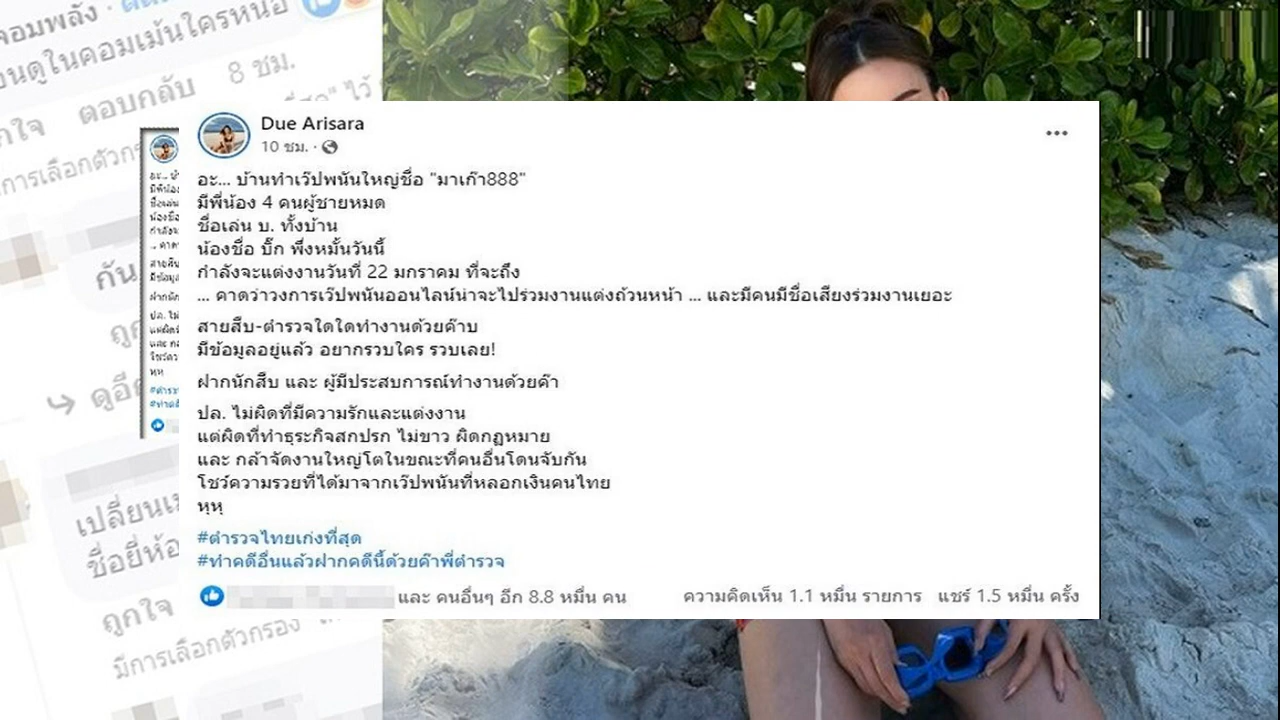 Due Arisara
10 ชม. ·
อะ... บ้านทำเว็ปพนันใหญ่ชื่อ "มาเก๊า888"
มีพี่น้อง 4 คนผู้ชายหมด
ชื่อเล่น บ. ทั้งบ้าน
น้องชื่อ บิ๊ก พึ่งหมั้นวันนี้
กำลังจะแต่งงานวันที่ 22 มกราคม ที่จะถึง
... คาดว่าวงการเว๊ปพนันออนไลน์น่าจะไปร่วมงานแต่งถ้วนหน้า ... และมีคนมีชื่อเสียงร่วมงานเยอะ
สายสืบ-ตำรวจใดใดทำงานด้วยค๊าบ
มีข้อมูลอยู่แล้ว อยากรวบใคร รวบเลย!
ฝากนักสืบ และ ผู้มีประสบการณ์ทำงานด้วยค๊า
ปล. ไม่ผิดที่มีความรักและแต่งงาน
แต่ผิดที่ทำธุระกิจสกปรก ไม่ขาว ผิดกฏหมาย
และ กล้าจัดงานใหญ่โตในขณะที่คนอื่นโดนจับกัน
โชว์ความรวยที่ได้มาจากเว๊ปพนันที่หลอกเงินคนไทย
หุหุ
#ตำรวจไทยเก่งที่สุด
#ทำคดีอื่นแล้วฝากคดีนี้ด้วยค๊าพี่ตำรวจ
และ คนอื่นๆ อีก 8.8 หมื่น คน
ความคิดเห็น 1.1 หมื่น รายการ แชร์ 1.5 หมื่น ครั้ง
ตอบกลับ 8 ชม.
ถูกใจ
มีการเลือกตัวกรอง